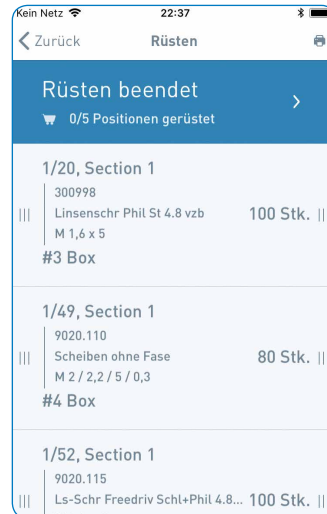 Kein Netz 22:37
Zurück Rüsten
Rüsten beendet
0/5 Positionen gerüstet
1/20, Section 1
300998
Linsenschr Phil St 4.8 vzb 100 Stk.
M 1,6 x 5
#3 Box
1/49, Section 1
9020.110
Scheiben ohne Fase 80 Stk.
M 2 / 2,2 / 5 / 0,3
#4 Box
1/52, Section 1
9020.115
Ls-Schr Freedriv Schl+Phil 4.8... 100 Stk.